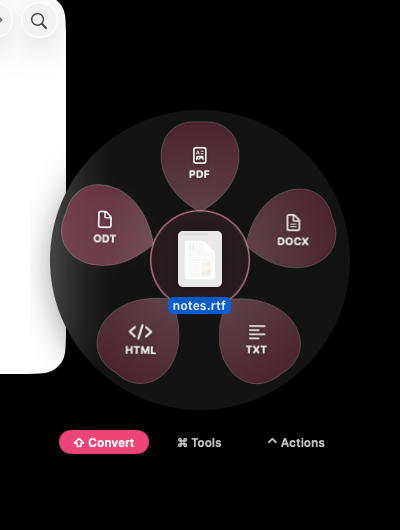 PDF
ODT
DOCX
notes.rtf
HTML
TXT
⇧ Convert
⌘ Tools
⌃ Actions